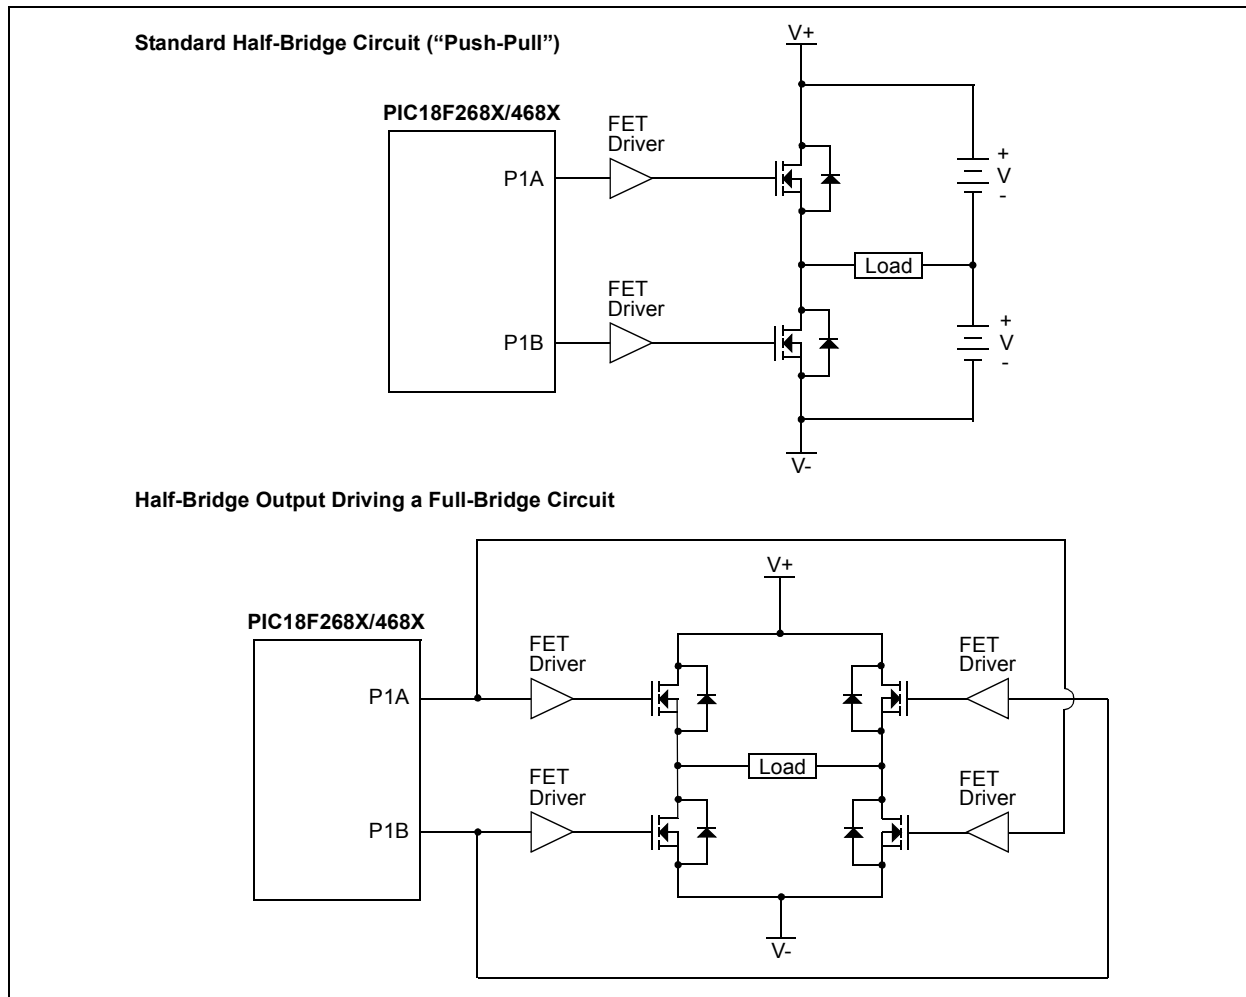 Standard Half-Bridge Circuit (“Push-Pull”)
V+
PIC18F268X/468X
FET
Driver
P1A
+
V
-
Load
FET
Driver
P1B
+
V
-
V-
Half-Bridge Output Driving a Full-Bridge Circuit
V+
PIC18F268X/468X
FET
Driver
FET
Driver
P1A
Load
FET
Driver
FET
Driver
P1B
V-